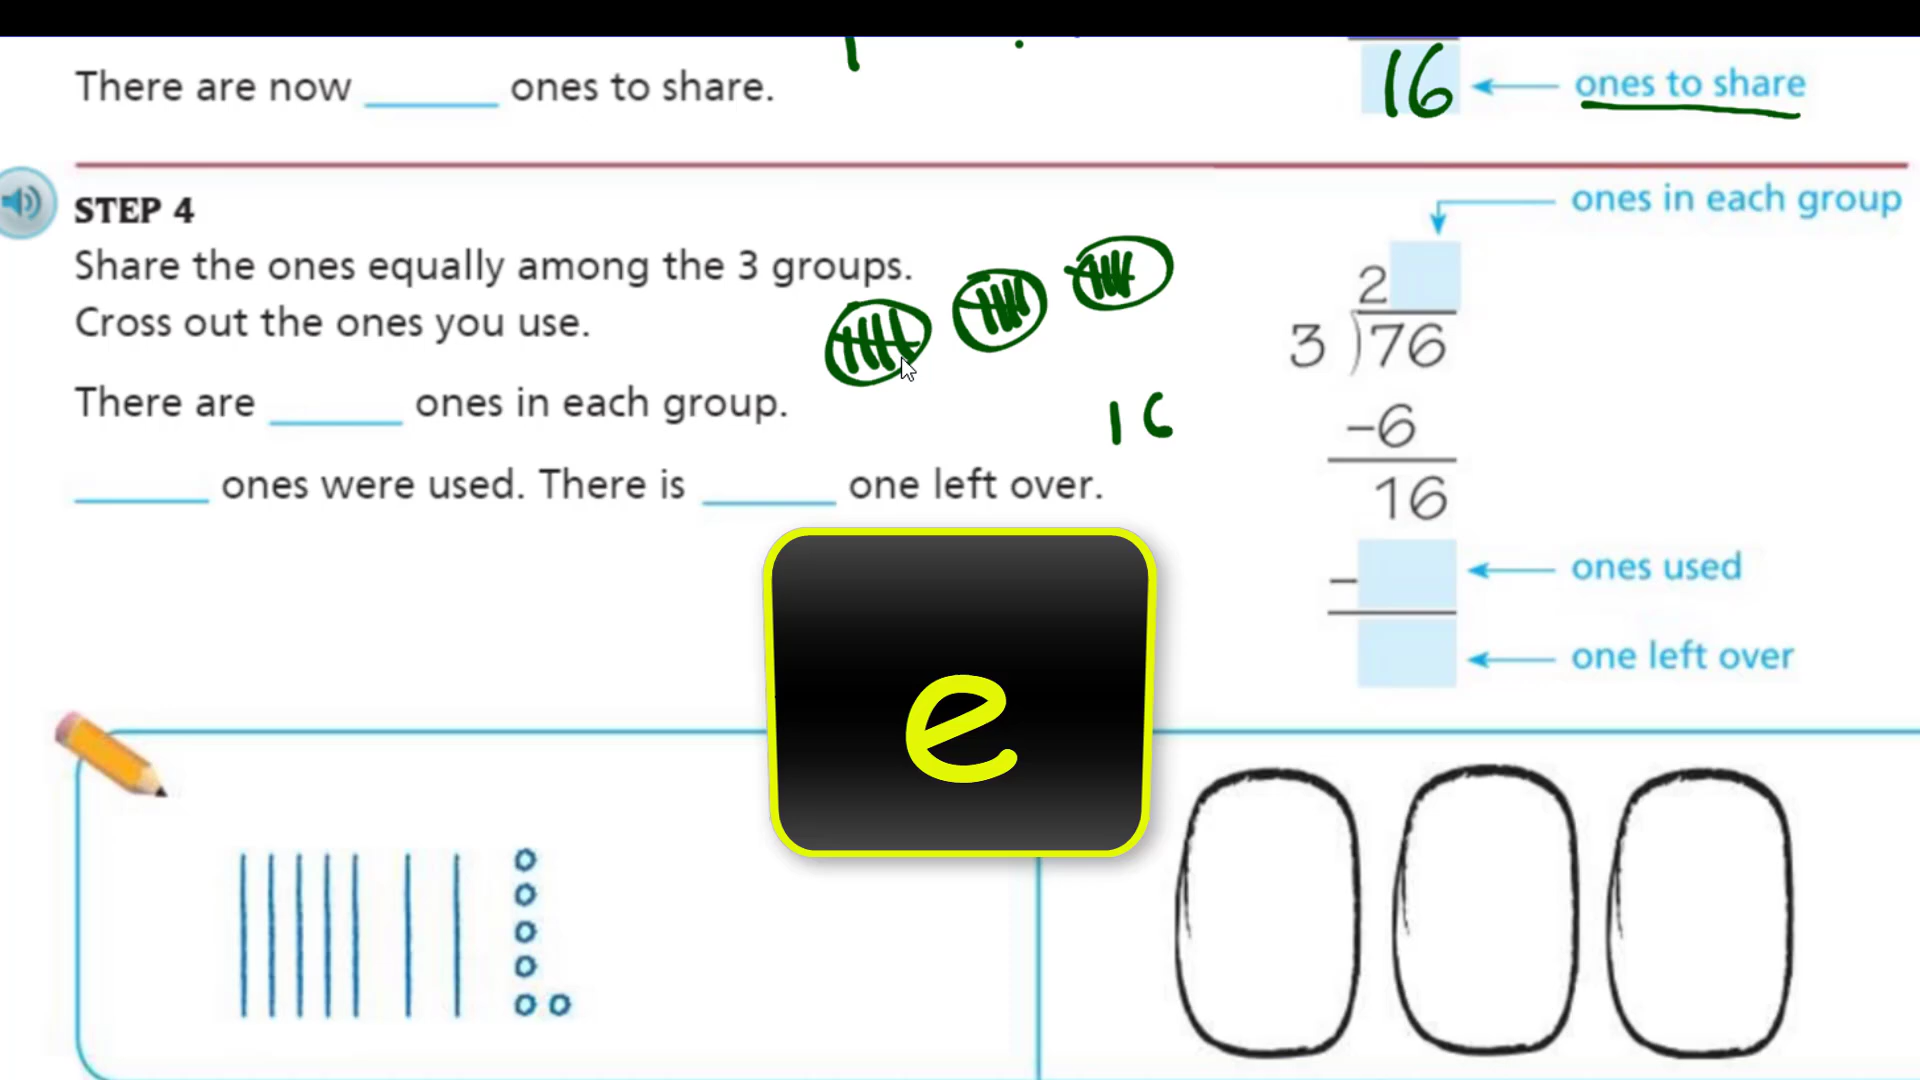 There are now ______ ones to share.
16 ones to share
STEP 4
ones in each group
Share the ones equally among the 3 groups.
Cross out the ones you use.
2
3 )76
There are ______ ones in each group.
16
-6
______ ones were used. There is ______ one left over.
16
- ones used
one left over
e